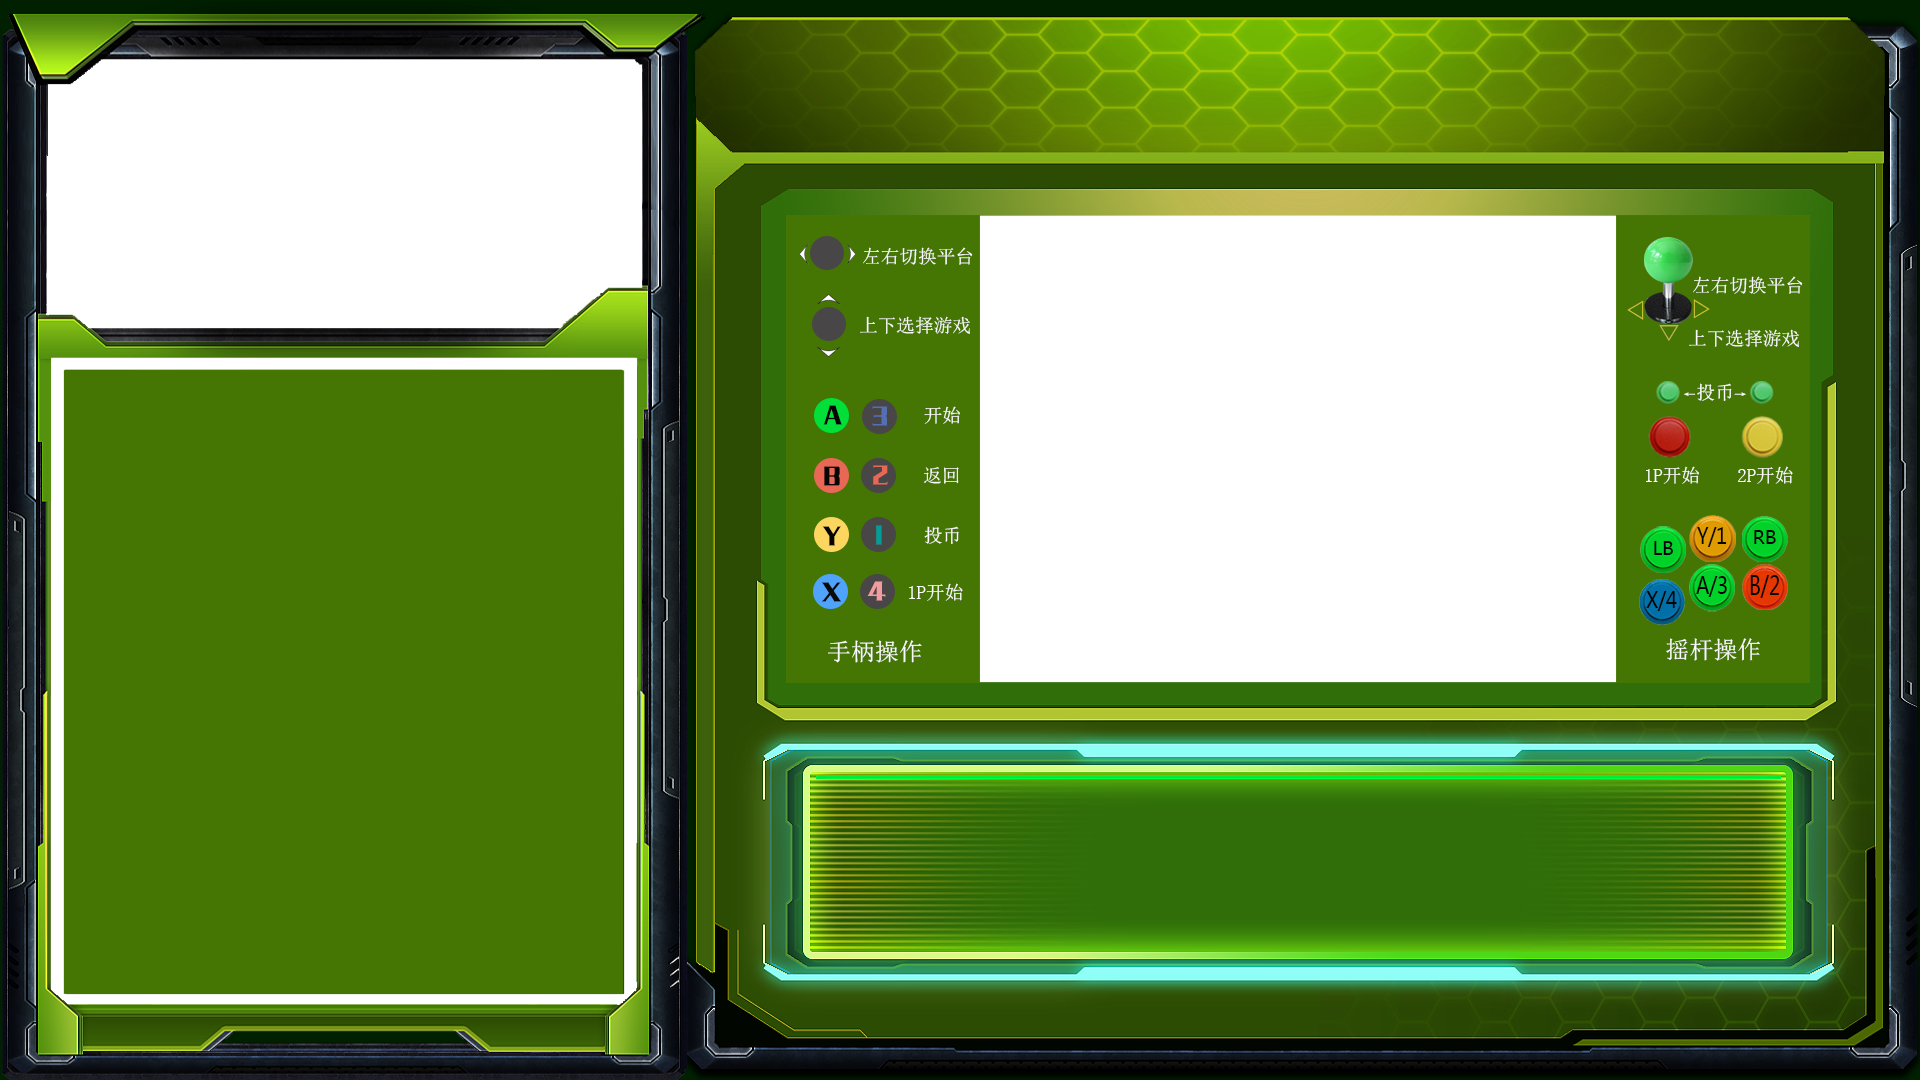 左右切换平台
上下选择游戏
A 3 开始
B 2 返回
Y 1 投币
X 4 1P开始
手柄操作
左右切换平台
上下选择游戏
←投币→
1P开始 2P开始
LB Y/1 RB
X/4 A/3 B/2
摇杆操作